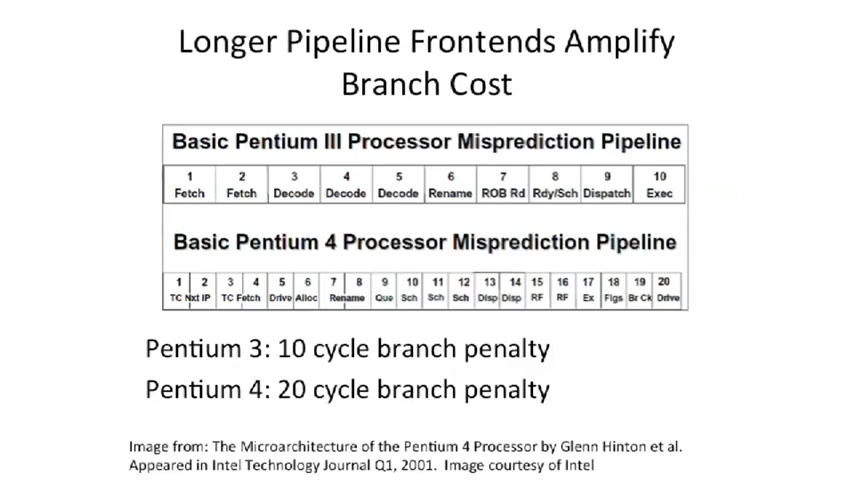 Longer Pipeline Frontends Amplify
Branch Cost
Basic Pentium III Processor Misprediction Pipeline
1 2 3 4 5 6 7 8 9 10
Fetch Fetch Decode Decode Decode Rename ROB Rd Rdy/Sch Dispatch Exec
Basic Pentium 4 Processor Misprediction Pipeline
1 2 3 4 5 6 7 8 9 10 11 12 13 14 15 16 17 18 19 20
TC Nxt IP TC Fetch Drive Alloc Rename Que Sch Sch Sch Disp Disp RF RF Ex Flgs Br Ck Drive
Pentium 3: 10 cycle branch penalty
Pentium 4: 20 cycle branch penalty
Image from: The Microarchitecture of the Pentium 4 Processor by Glenn Hinton et al.
Appeared in Intel Technology Journal Q1, 2001. Image courtesy of Intel